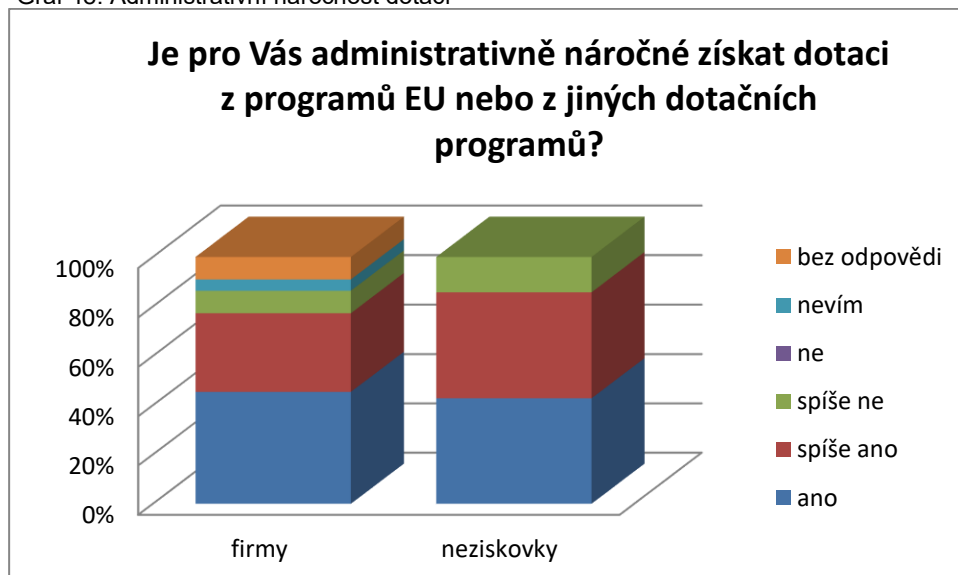 Je pro Vás administrativně náročné získat dotaci
z programů EU nebo z jiných dotačních
programů?
100%
80%
60%
40%
20%
0%
firmy
neziskovky
bez odpovědi
nevím
ne
spíše ne
spíše ano
ano